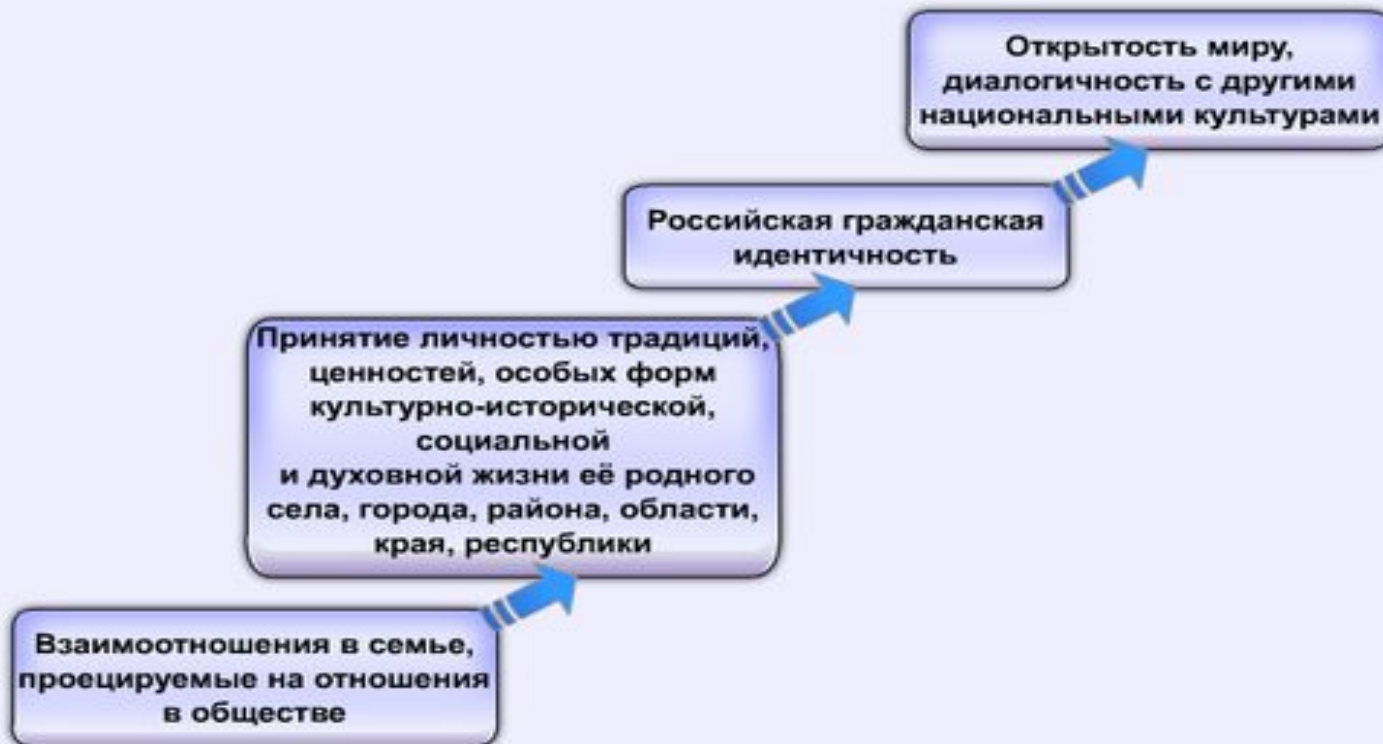 Открытость миру,
диалогичность с другими
национальными культурами
Российская гражданская
идентичность
Принятие личностью традиций,
ценностей, особых форм
культурно-исторической,
социальной
и духовной жизни её родного
села, города, района, области,
края, республики
Взаимоотношения в семье,
проецируемые на отношения
в обществе